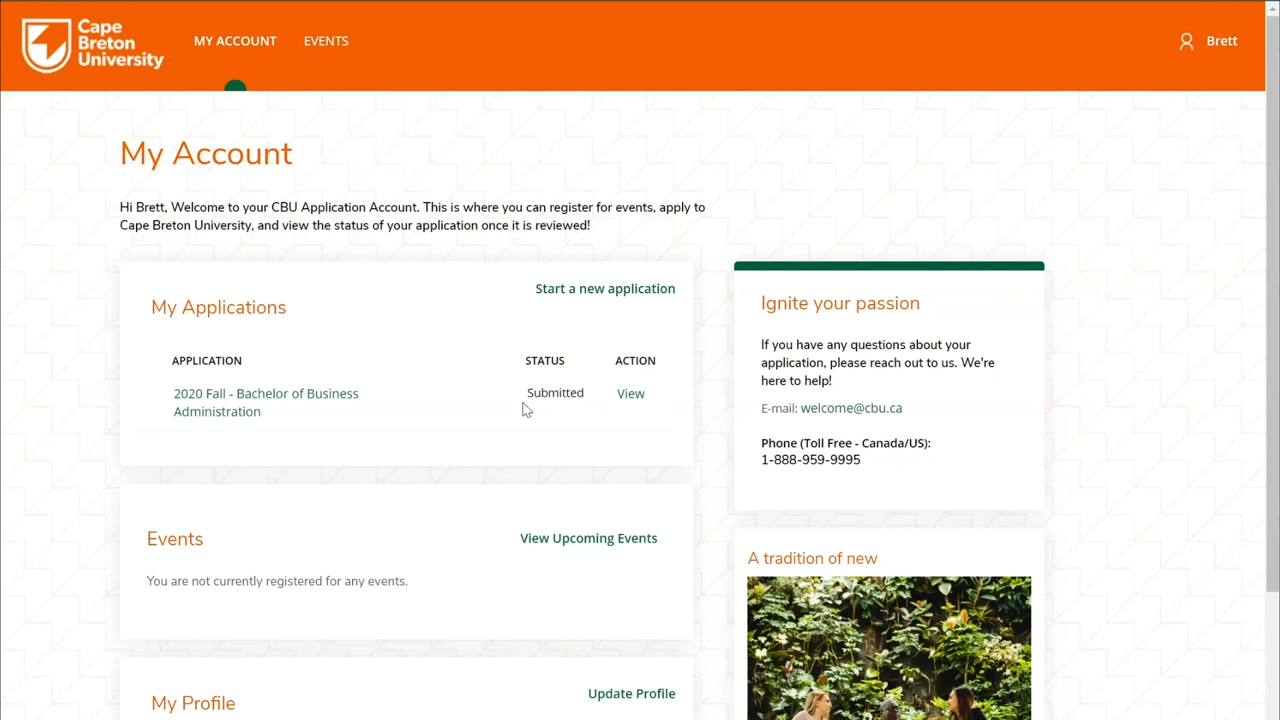 Cape
Breton
University
MY ACCOUNT
EVENTS
Brett
My Account
Hi Brett, Welcome to your CBU Application Account. This is where you can register for events, apply to
Cape Breton University, and view the status of your application once it is reviewed!
Start a new application
My Applications
APPLICATION STATUS ACTION
2020 Fall - Bachelor of Business
Administration
Submitted
View
Events
View Upcoming Events
You are not currently registered for any events.
My Profile
Update Profile
Ignite your passion
If you have any questions about your
application, please reach out to us. We're
here to help!
E-mail: welcome@cbu.ca
Phone (Toll Free - Canada/US):
1-888-959-9995
A tradition of new